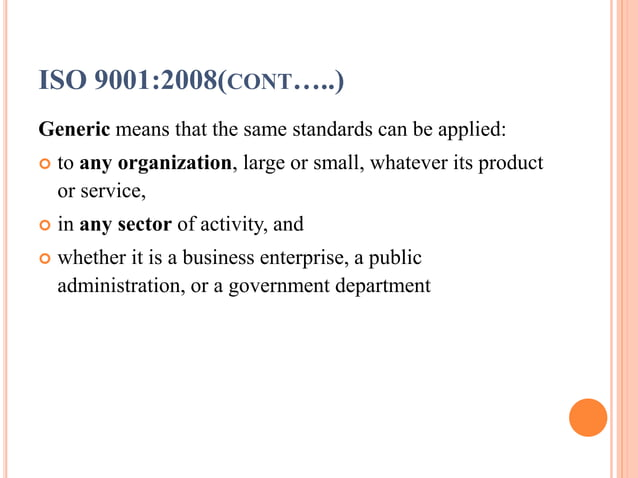 ISO 9001:2008(CONT…..)
Generic means that the same standards can be applied:
to any organization, large or small, whatever its product
or service,
in any sector of activity, and
whether it is a business enterprise, a public
administration, or a government department